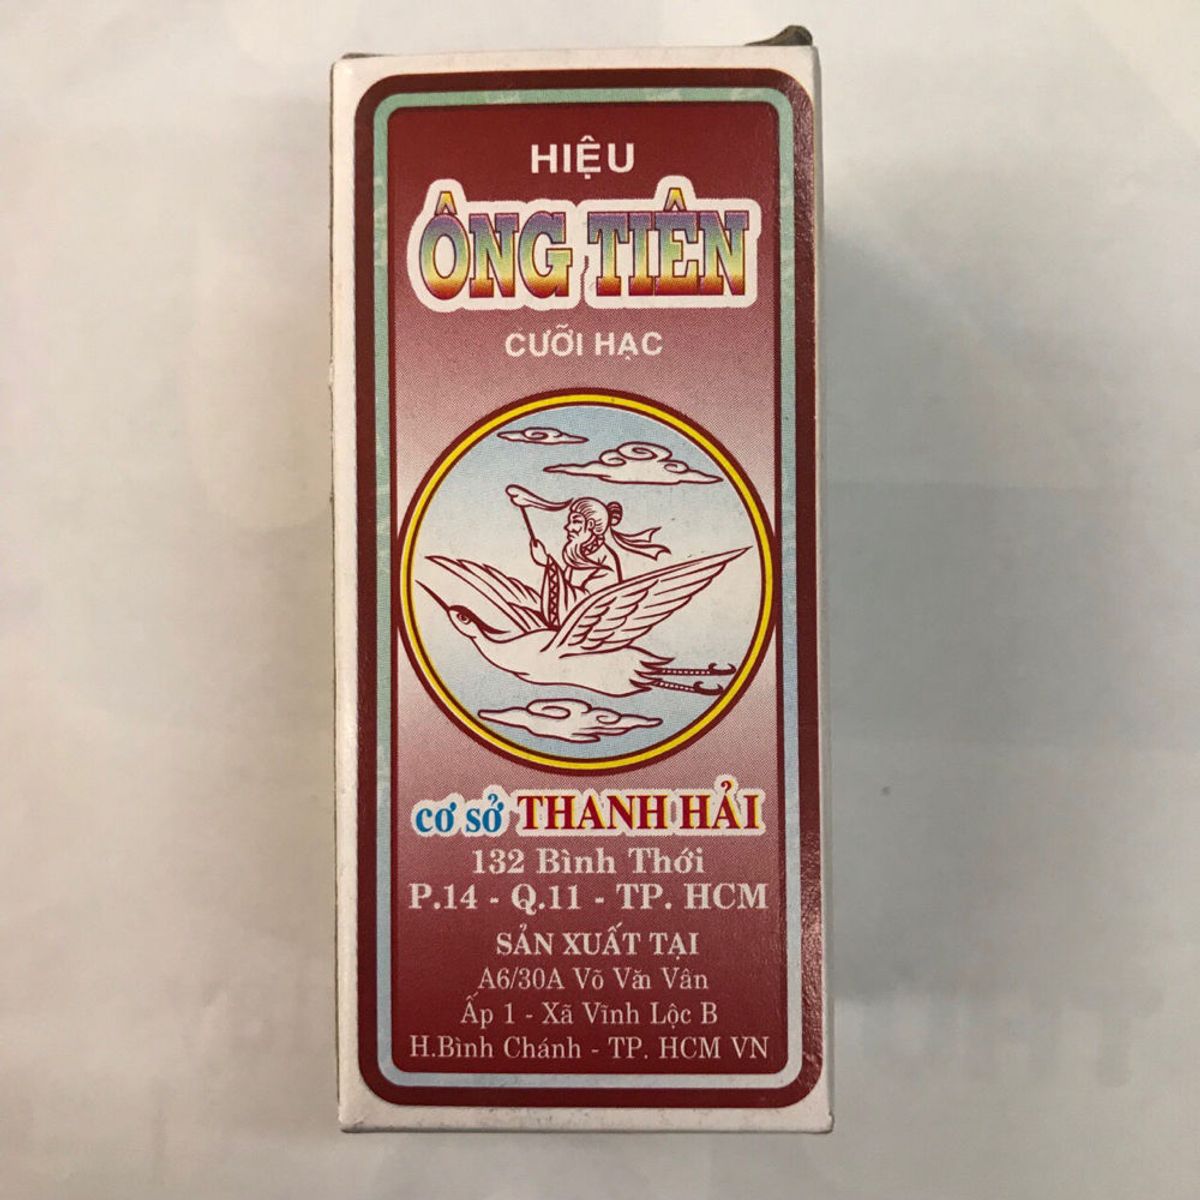 HIỆU
ÔNG TIÊN
CƯỠI HẠC
CƠ SỞ THANH HẢI
132 Bình Thới
P.14 - Q.11 - TP. HCM
SẢN XUẤT TẠI
A6/30A Võ Văn Vân
Ấp 1 - Xã Vĩnh Lộc B
H.Bình Chánh - TP. HCM VN